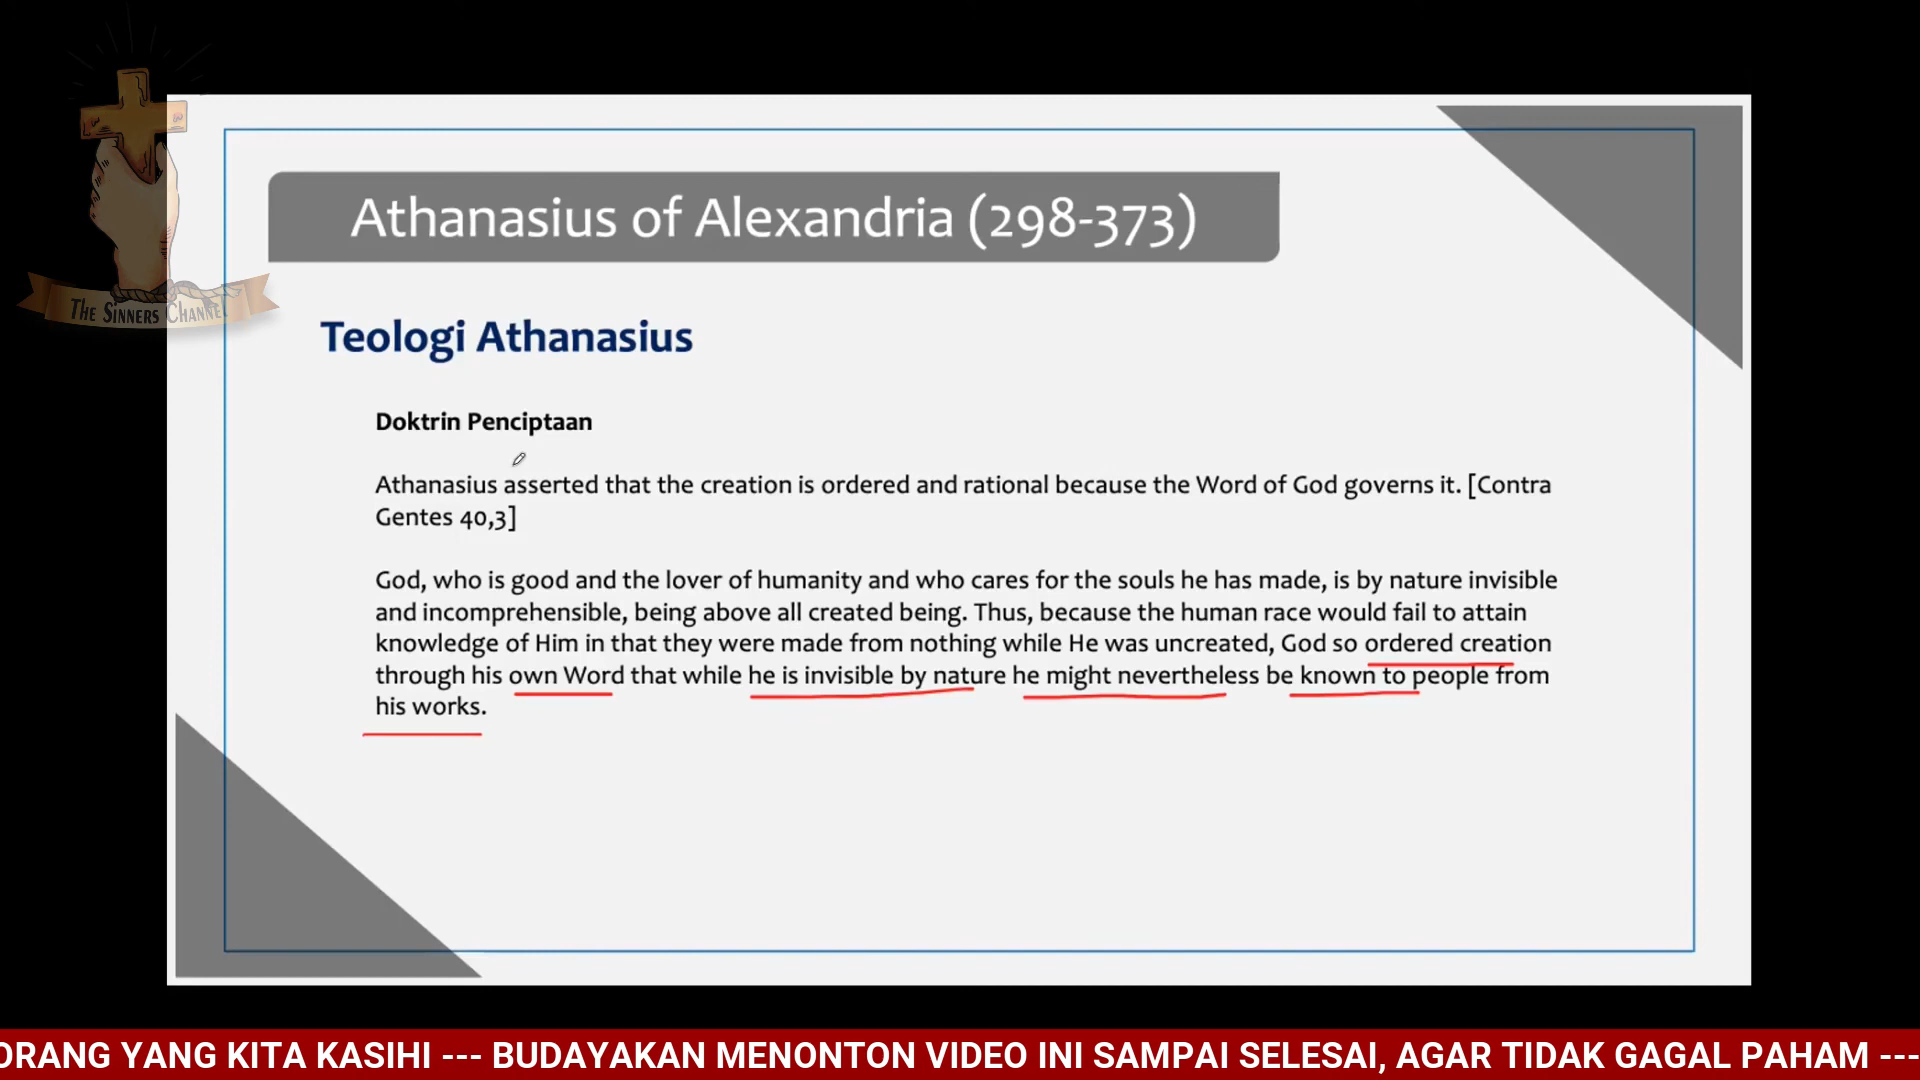 Athanasius of Alexandria (298-373)
THE SINNERS CHANNEL
Teologi Athanasius
Doktrin Penciptaan
Athanasius asserted that the creation is ordered and rational because the Word of God governs it. [Contra
Gentes 40,3]
God, who is good and the lover of humanity and who cares for the souls he has made, is by nature invisible
and incomprehensible, being above all created being. Thus, because the human race would fail to attain
knowledge of Him in that they were made from nothing while He was uncreated, God so ordered creation
through his own Word that while he is invisible by nature he might nevertheless be known to people from
his works.
ORANG YANG KITA KASIHI --- BUDAYAKAN MENONTON VIDEO INI SAMPAI SELESAI, AGAR TIDAK GAGAL PAHAM ---